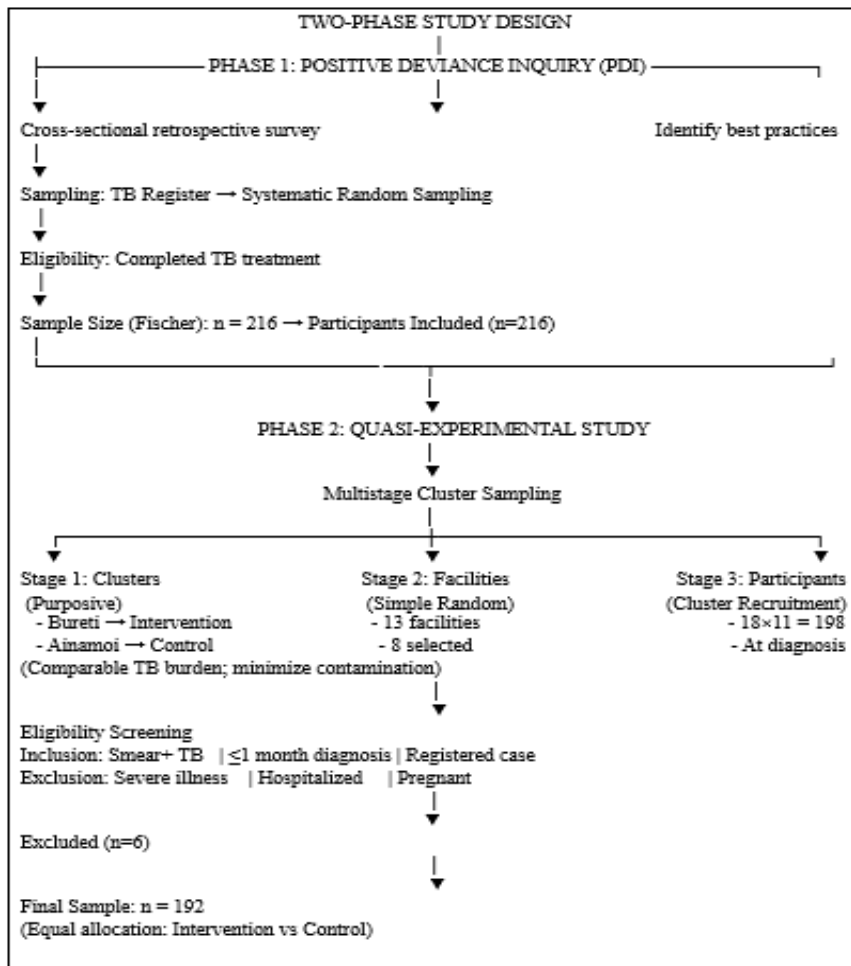 TWO-PHASE STUDY DESIGN
PHASE 1: POSITIVE DEVIANCE INQUIRY (PDI)
Cross-sectional retrospective survey
Identify best practices
Sampling: TB Register → Systematic Random Sampling
Eligibility: Completed TB treatment
Sample Size (Fischer): n = 216 → Participants Included (n=216)
PHASE 2: QUASI-EXPERIMENTAL STUDY
Multistage Cluster Sampling
Stage 1: Clusters
(Purposive)
- Bureti → Intervention
- Ainamoi → Control
(Comparable TB burden; minimize contamination)
Stage 2: Facilities
(Simple Random)
- 13 facilities
- 8 selected
Stage 3: Participants
(Cluster Recruitment)
- 18×11 = 198
- At diagnosis
Eligibility Screening
Inclusion: Smear+ TB | ≤1 month diagnosis | Registered case
Exclusion: Severe illness | Hospitalized | Pregnant
Excluded (n=6)
Final Sample: n = 192
(Equal allocation: Intervention vs Control)